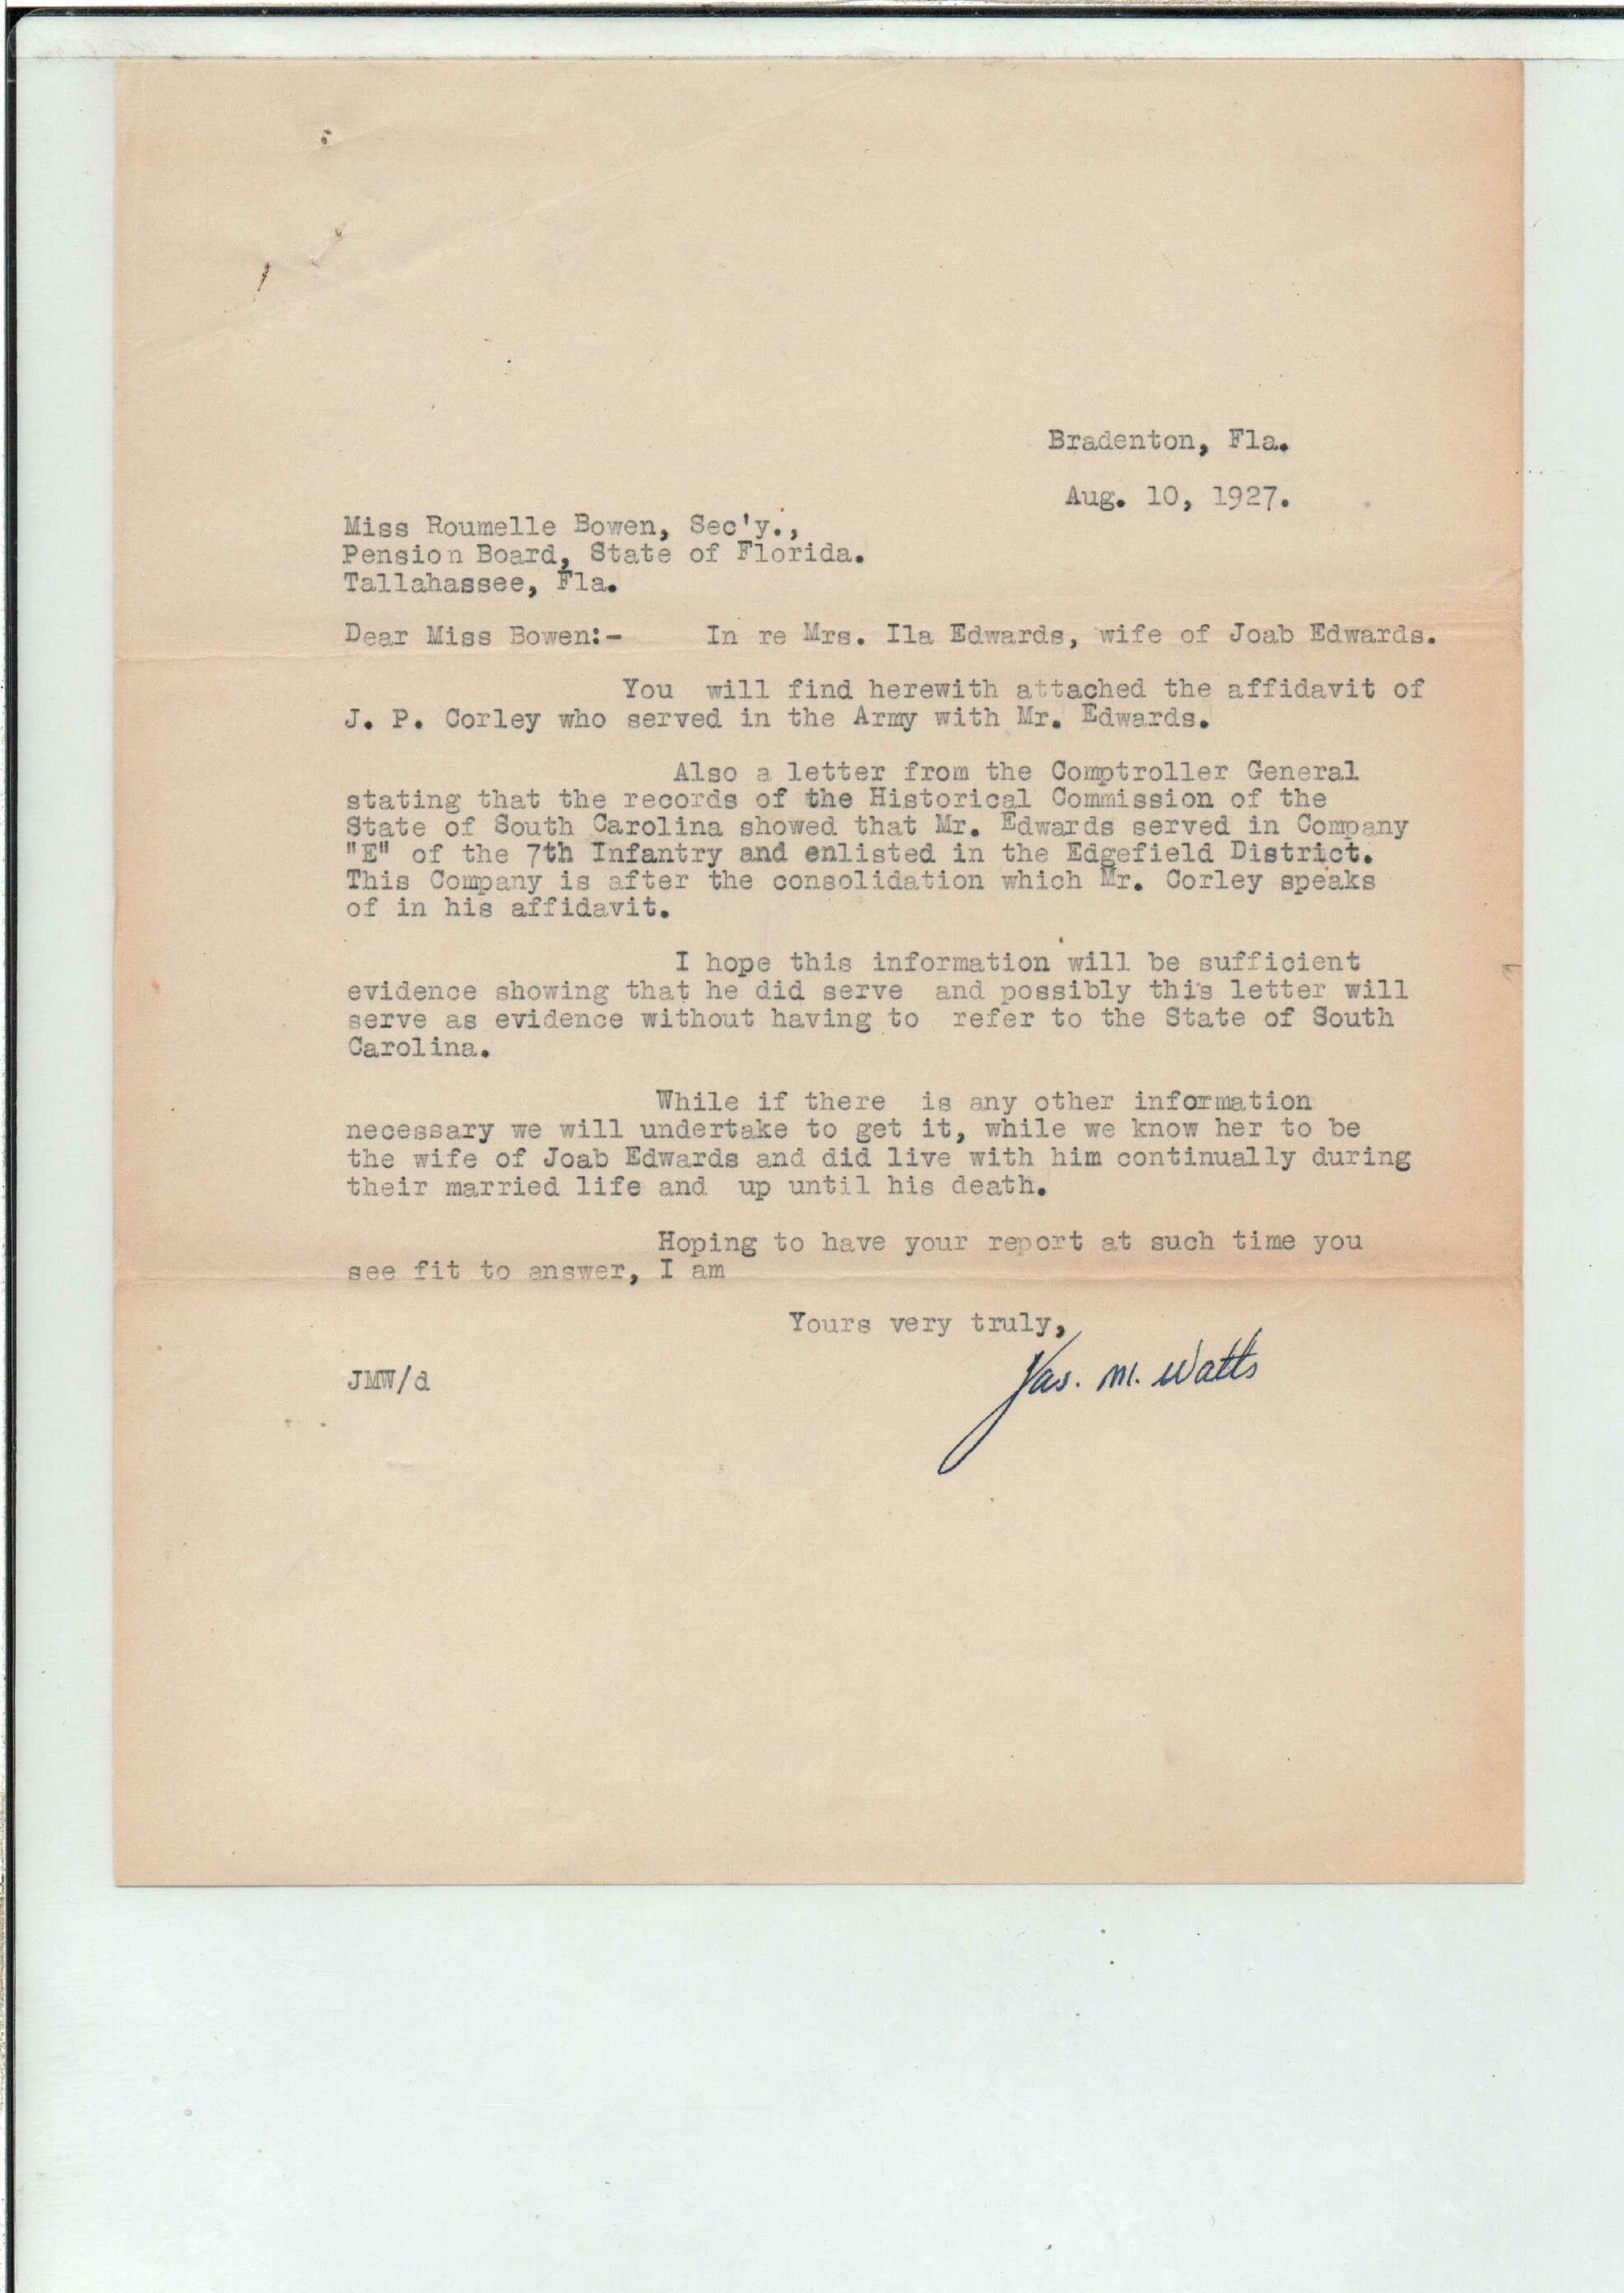 Bradenton, Fla.
Aug. 10, 1927.
Miss Roumelle Bowen, Sec'y.,
Pension Board, State of Florida.
Tallahassee, Fla.
Dear Miss Bowen:- In re Mrs. Ila Edwards, wife of Joab Edwards.
You will find herewith attached the affidavit of
J. P. Corley who served in the Army with Mr. Edwards.
Also a letter from the Comptroller General
stating that the records of the Historical Commission of the
State of South Carolina showed that Mr. Edwards served in Company
"E" of the 7th Infantry and enlisted in the Edgefield District.
This Company is after the consolidation which Mr. Corley speaks
of in his affidavit.
I hope this information will be sufficient
evidence showing that he did serve and possibly this letter will
serve as evidence without having to refer to the State of South
Carolina.
While if there is any other information
necessary we will undertake to get it, while we know her to be
the wife of Joab Edwards and did live with him continually during
their married life and up until his death.
Hoping to have your report at such time you
see fit to answer, I am
Yours very truly,
Jas. M. Watts
JMW/d